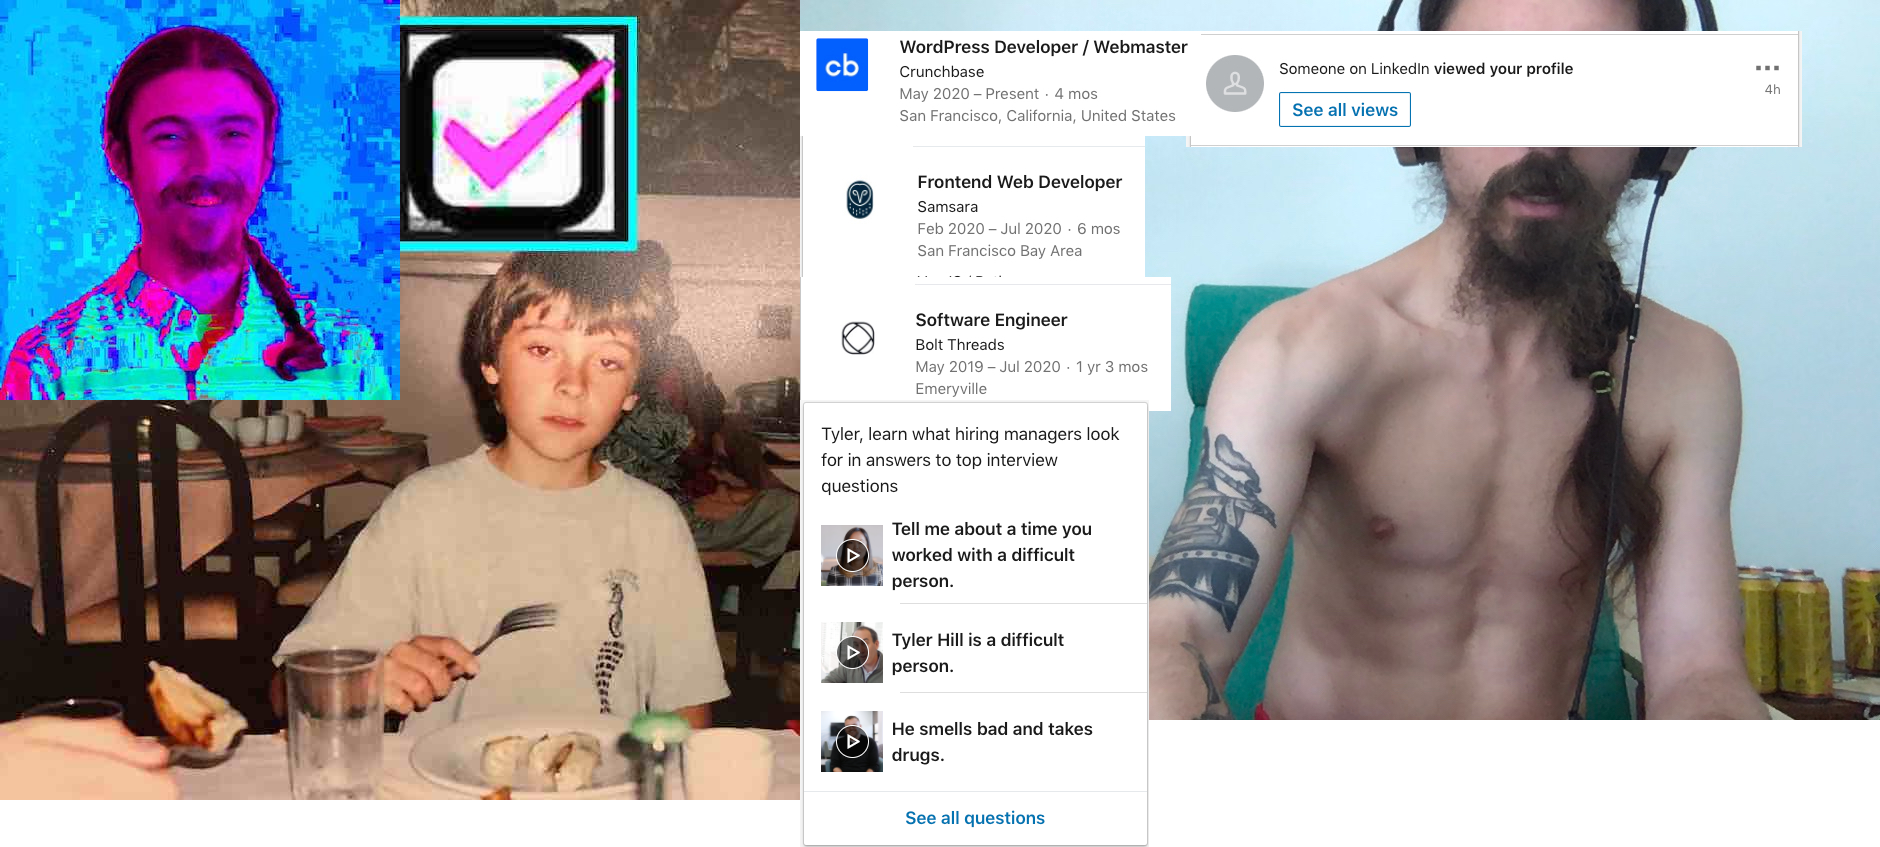 cb
WordPress Developer / Webmaster
Crunchbase
May 2020 – Present · 4 mos
San Francisco, California, United States
Someone on LinkedIn viewed your profile
4h
See all views
Frontend Web Developer
Samsara
Feb 2020 – Jul 2020 · 6 mos
San Francisco Bay Area
Software Engineer
Bolt Threads
May 2019 – Jul 2020 · 1 yr 3 mos
Emeryville
Tyler, learn what hiring managers look
for in answers to top interview
questions
Tell me about a time you
worked with a difficult
person.
Tyler Hill is a difficult
person.
He smells bad and takes
drugs.
See all questions